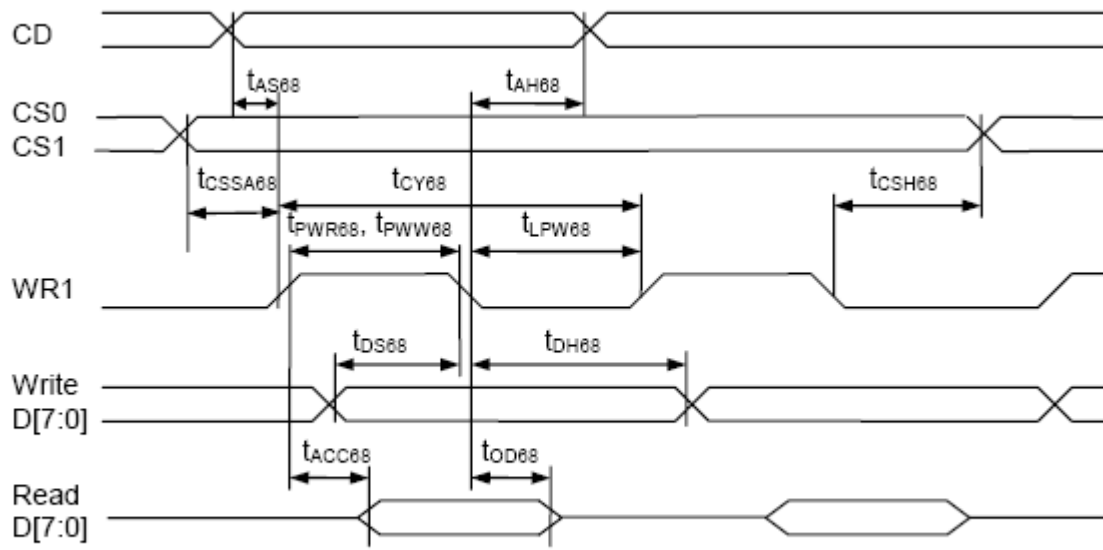 CD
tAS68 tAH68
CS0
CS1
tCSSA68 tCY68 tCSH68
tPWR68, tPWW68 tLPW68
WR1
tDS68 tDH68
Write
D[7:0]
tACC68 tOD68
Read
D[7:0]